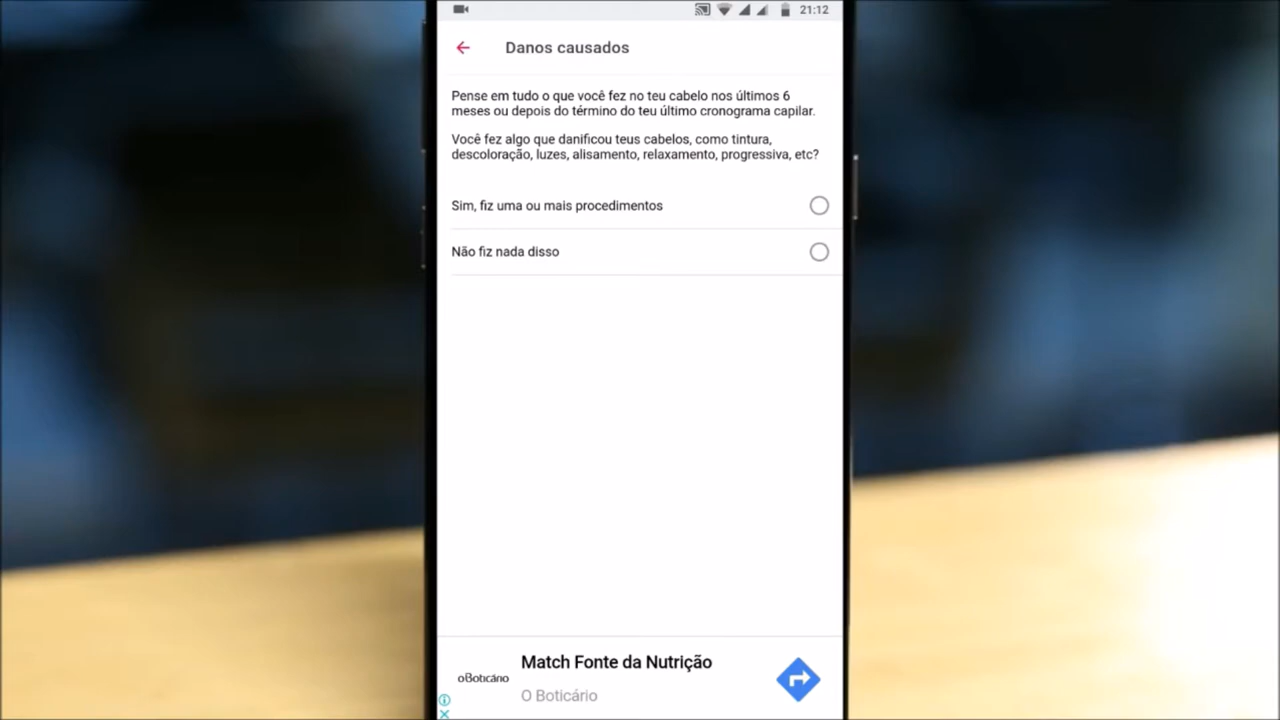 21:12
Danos causados
Pense em tudo o que você fez no teu cabelo nos últimos 6
meses ou depois do término do teu último cronograma capilar.
Você fez algo que danificou teus cabelos, como tintura,
descoloração, luzes, alisamento, relaxamento, progressiva, etc?
Sim, fiz uma ou mais procedimentos
Não fiz nada disso
Match Fonte da Nutrição
oBoticário
O Boticário